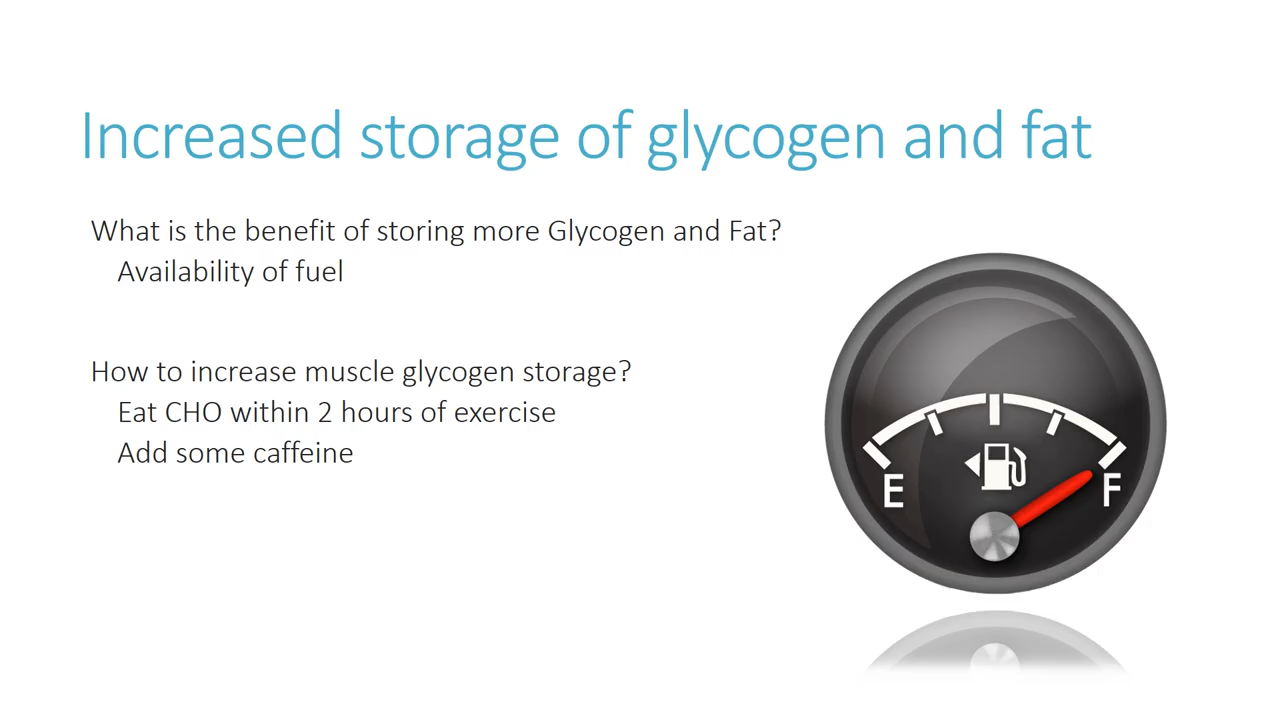 Increased storage of glycogen and fat
What is the benefit of storing more Glycogen and Fat?
Availability of fuel
How to increase muscle glycogen storage?
Eat CHO within 2 hours of exercise
Add some caffeine
E
F